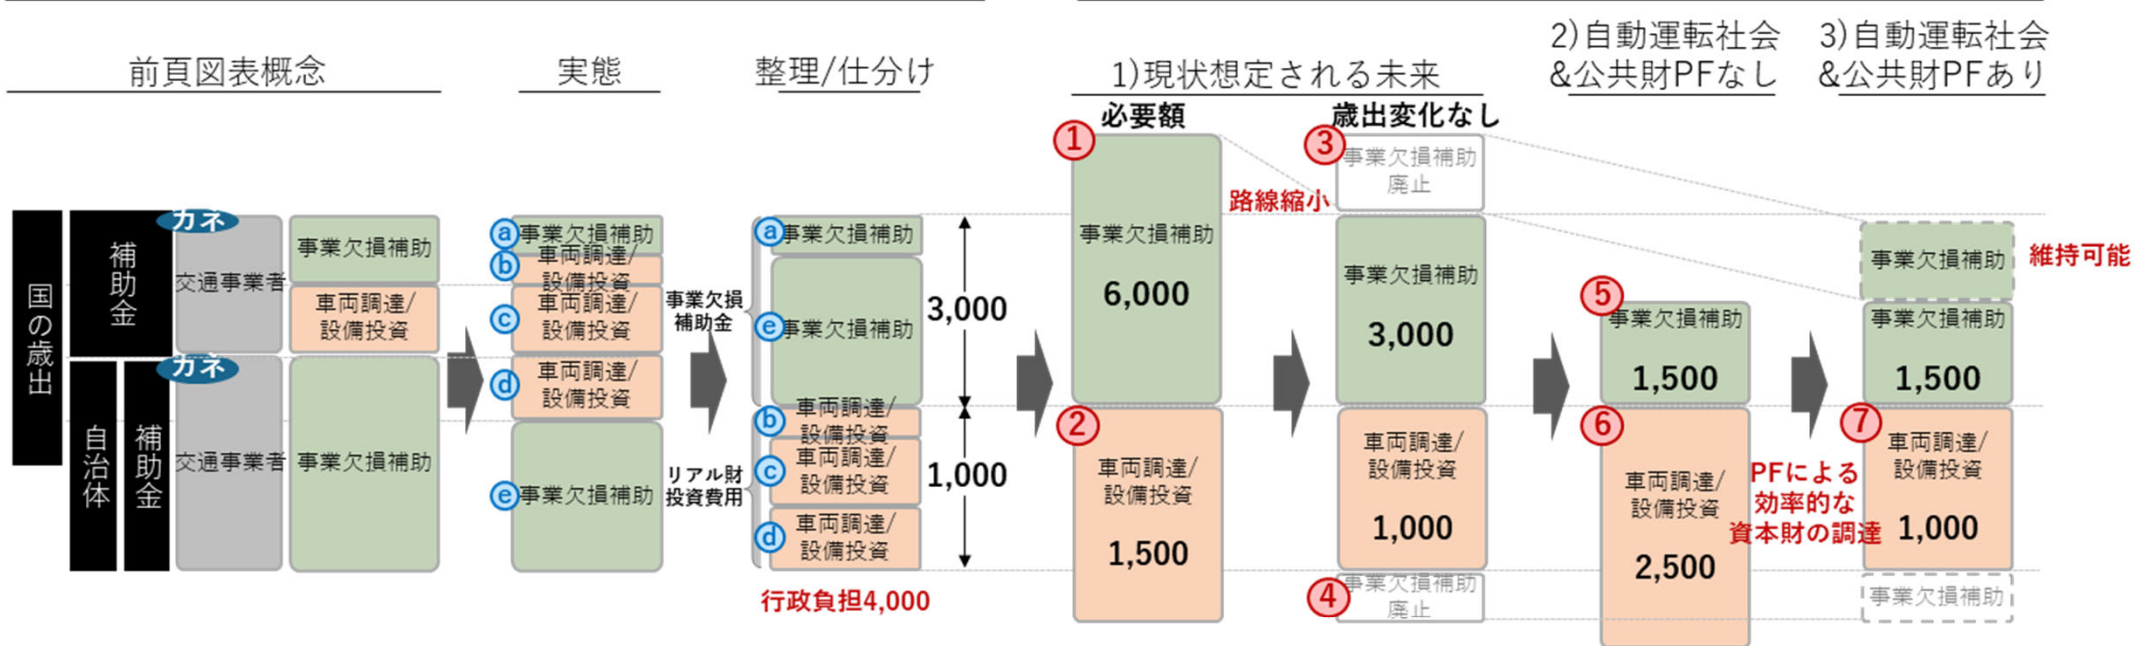 前頁図表概念
実態
整理/仕分け
1)現状想定される未来
2)自動運転社会
&公共財PFなし
3)自動運転社会
&公共財PFあり
必要額
歳出変化なし
国の歳出
補助金
自治体
補助金
カネ
交通事業者
カネ
交通事業者
事業欠損補助
車両調達/
設備投資
事業欠損補助
a
事業欠損補助
b
車両調達/
設備投資
c
車両調達/
設備投資
d
車両調達/
設備投資
e
事業欠損補助
事業欠損
補助金
リアル財
投資費用
a
事業欠損補助
e
事業欠損補助
b
車両調達/
設備投資
c
車両調達/
設備投資
d
車両調達/
設備投資
3,000
1,000
行政負担4,000
1
事業欠損補助
6,000
2
車両調達/
設備投資
1,500
路線縮小
3
事業欠損補助
廃止
事業欠損補助
3,000
車両調達/
設備投資
1,000
4
事業欠損補助
廃止
5
事業欠損補助
1,500
6
車両調達/
設備投資
2,500
PFによる
効率的な
資本財の調達
事業欠損補助
維持可能
事業欠損補助
1,500
7
車両調達/
設備投資
1,000
事業欠損補助